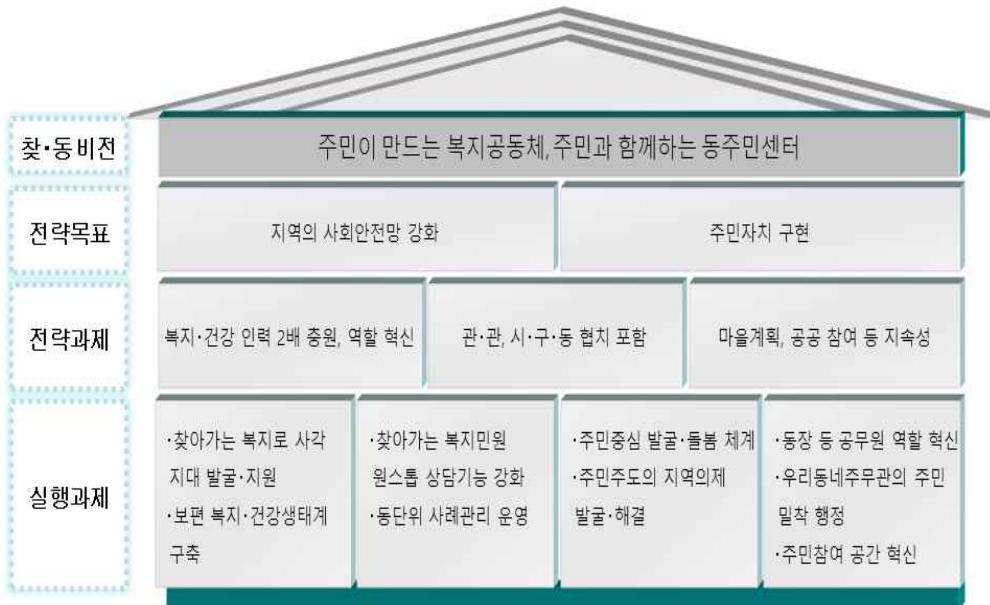 찾·동비전
주민이 만드는 복지공동체, 주민과 함께하는 동주민센터
전략목표
지역의 사회안전망 강화
주민자치 구현
전략과제
복지·건강 인력 2배 충원, 역할 혁신
관·관, 시·구·동 협치 포함
마을계획, 공공 참여 등 지속성
실행과제
·찾아가는 복지로 사각
지대 발굴·지원
·보편 복지·건강생태계
구축
·찾아가는 복지민원
원스톱 상담기능 강화
·동단위 사례관리 운영
·주민중심 발굴·돌봄 체계
·주민주도의 지역의제
발굴·해결
·동장 등 공무원 역할 혁신
·우리동네주무관의 주민
밀착 행정
·주민참여 공간 혁신